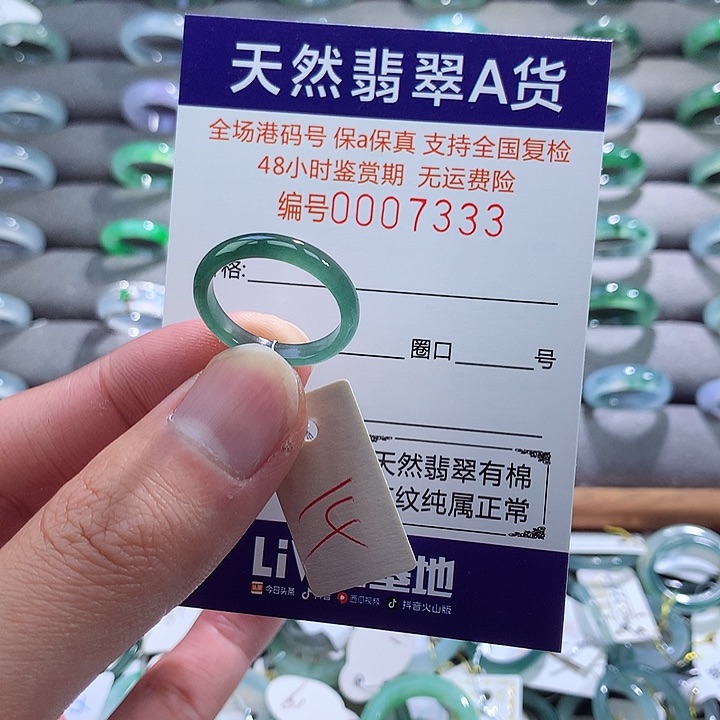 天然翡翠A货
全场港码号 保a保真 支持全国复检
48小时鉴赏期 无运费险
编号0007333
格:
圈口 号
天然翡翠有棉
纹纯属正常
Liv 基地
今日头条 抖音 西瓜视频 抖音火山版